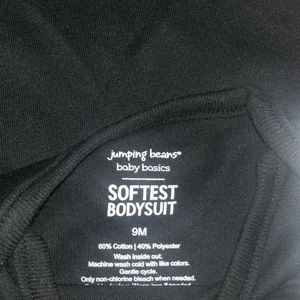 jumping beans®
baby basics
SOFTEST
BODYSUIT
9M
60% Cotton | 40% Polyester
Wash inside out.
Machine wash cold with like colors.
Gentle cycle.
Only non-chlorine bleach when needed.